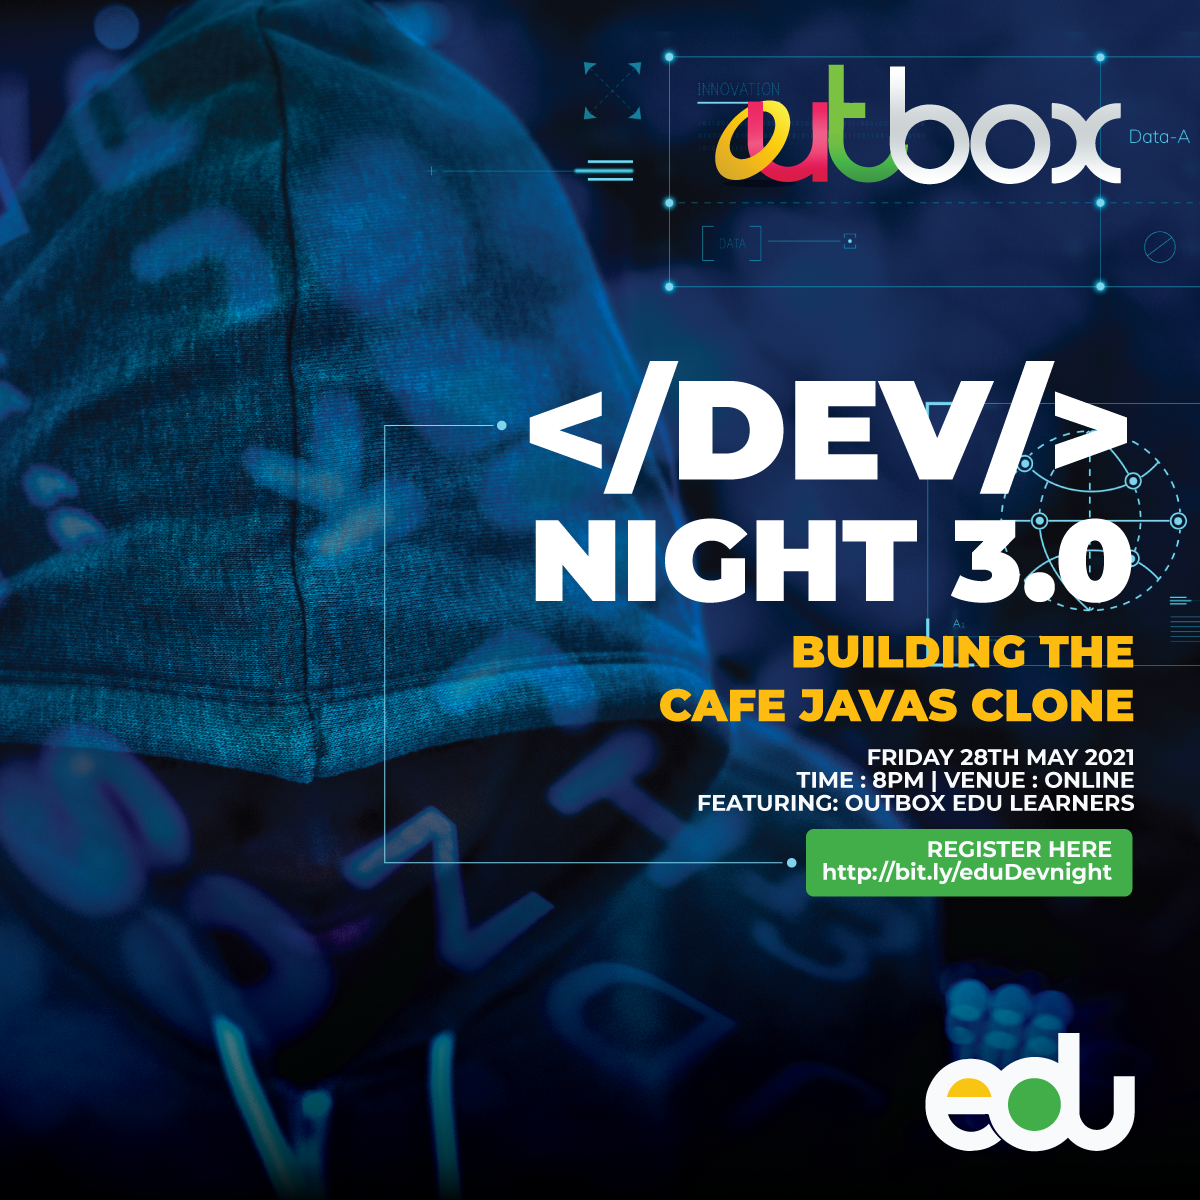 INNOVATION
outbox
Data-A
DATA
</DEV/>
NIGHT 3.0
A1
BUILDING THE
CAFE JAVAS CLONE
FRIDAY 28TH MAY 2021
TIME : 8PM | VENUE : ONLINE
FEATURING: OUTBOX EDU LEARNERS
REGISTER HERE
http://bit.ly/eduDevnight
edu